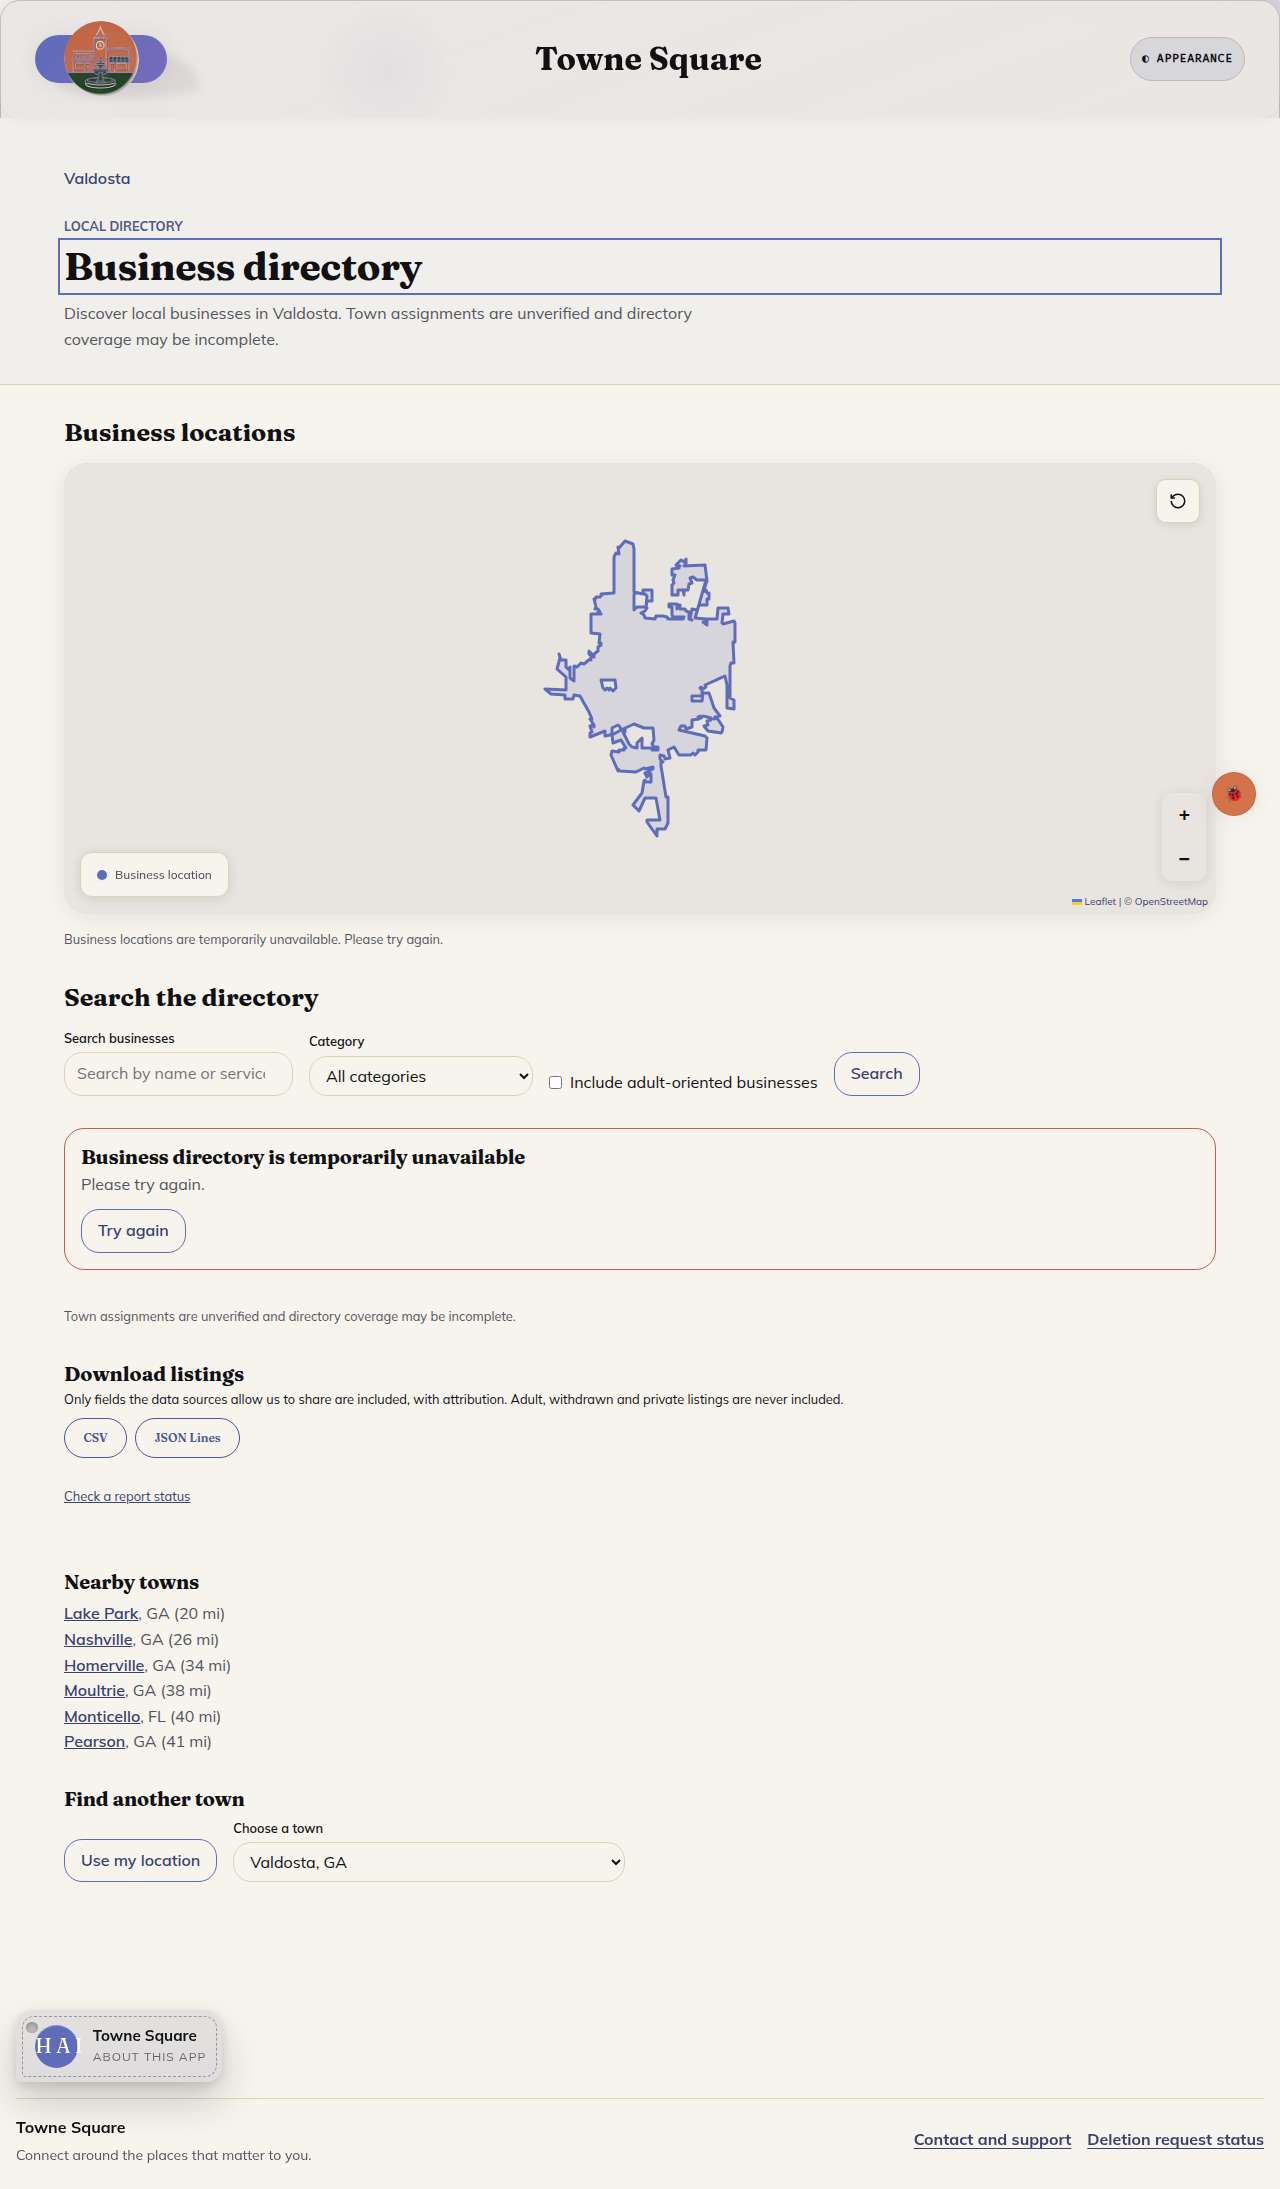 Towne Square
◐ APPEARANCE
Valdosta
LOCAL DIRECTORY
Business directory
Discover local businesses in Valdosta. Town assignments are unverified and directory
coverage may be incomplete.
Business locations
+
−
Business location
Leaflet | © OpenStreetMap
Business locations are temporarily unavailable. Please try again.
Search the directory
Search businesses
Category
Search by name or servic
All categories
Include adult-oriented businesses
Search
Business directory is temporarily unavailable
Please try again.
Try again
Town assignments are unverified and directory coverage may be incomplete.
Download listings
Only fields the data sources allow us to share are included, with attribution. Adult, withdrawn and private listings are never included.
CSV
JSON Lines
Check a report status
Nearby towns
Lake Park, GA (20 mi)
Nashville, GA (26 mi)
Homerville, GA (34 mi)
Moultrie, GA (38 mi)
Monticello, FL (40 mi)
Pearson, GA (41 mi)
Find another town
Choose a town
Use my location
Valdosta, GA
HAI
Towne Square
ABOUT THIS APP
Towne Square
Connect around the places that matter to you.
Contact and support
Deletion request status